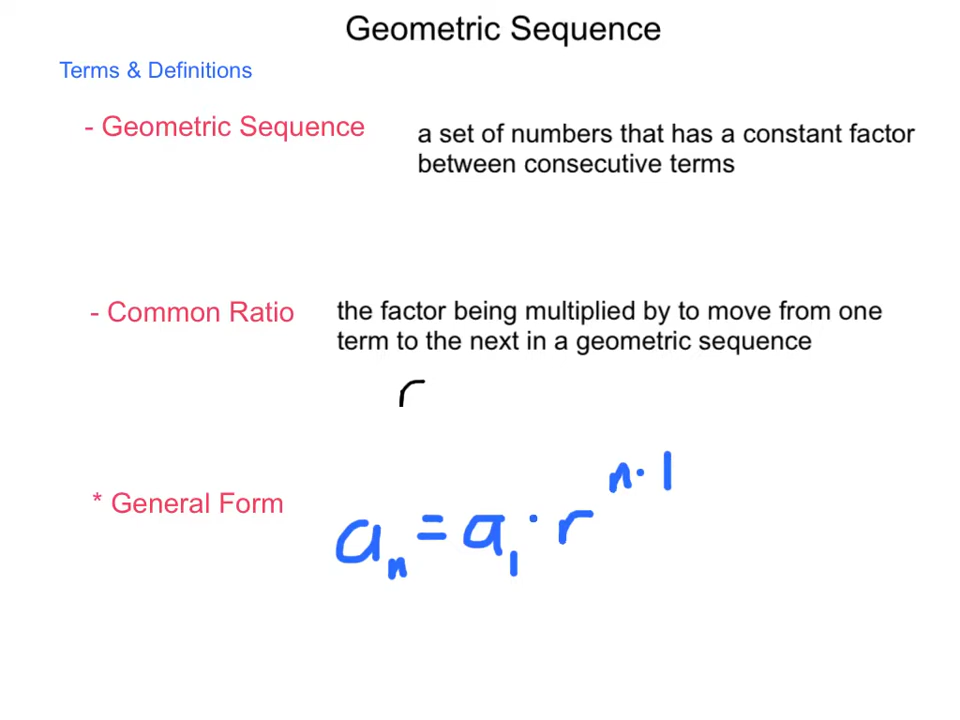 Geometric Sequence
Terms & Definitions
- Geometric Sequence
a set of numbers that has a constant factor
between consecutive terms
- Common Ratio
the factor being multiplied by to move from one
term to the next in a geometric sequence
r
* General Form
aₙ = a₁ · r^(n·1)